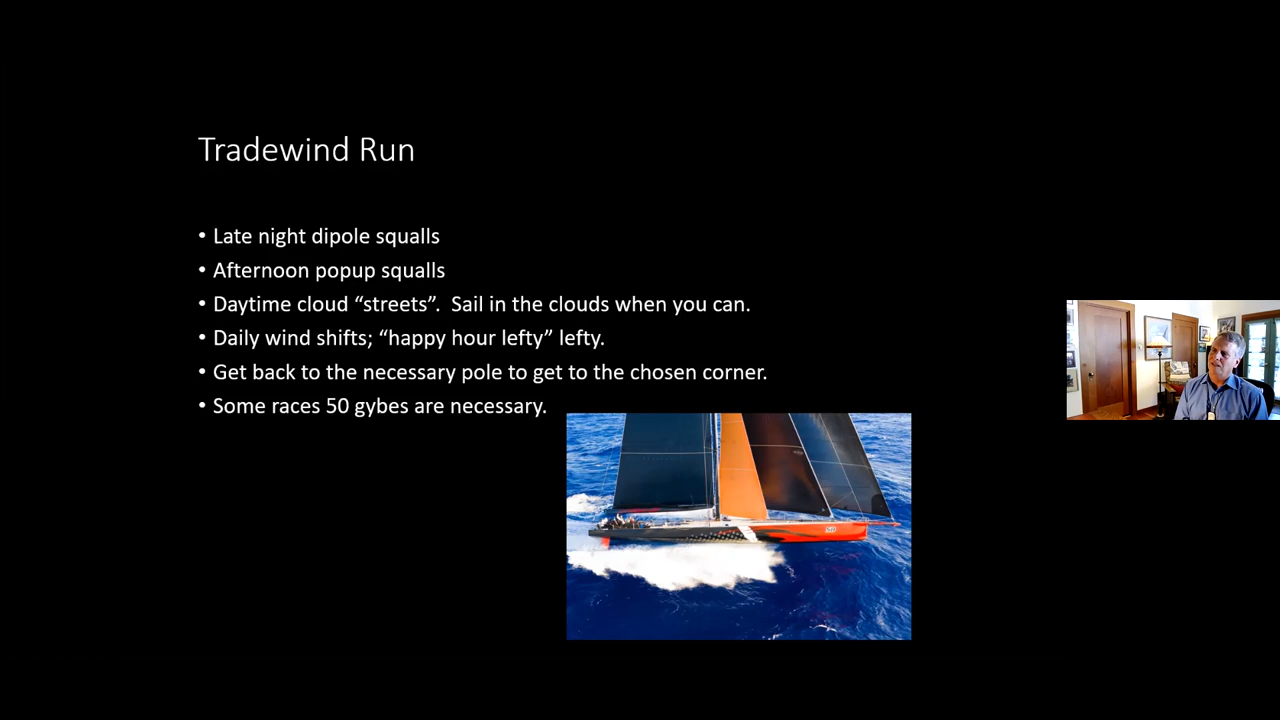 Tradewind Run
• Late night dipole squalls
• Afternoon popup squalls
• Daytime cloud “streets”.  Sail in the clouds when you can.
• Daily wind shifts; “happy hour lefty” lefty.
• Get back to the necessary pole to get to the chosen corner.
• Some races 50 gybes are necessary.